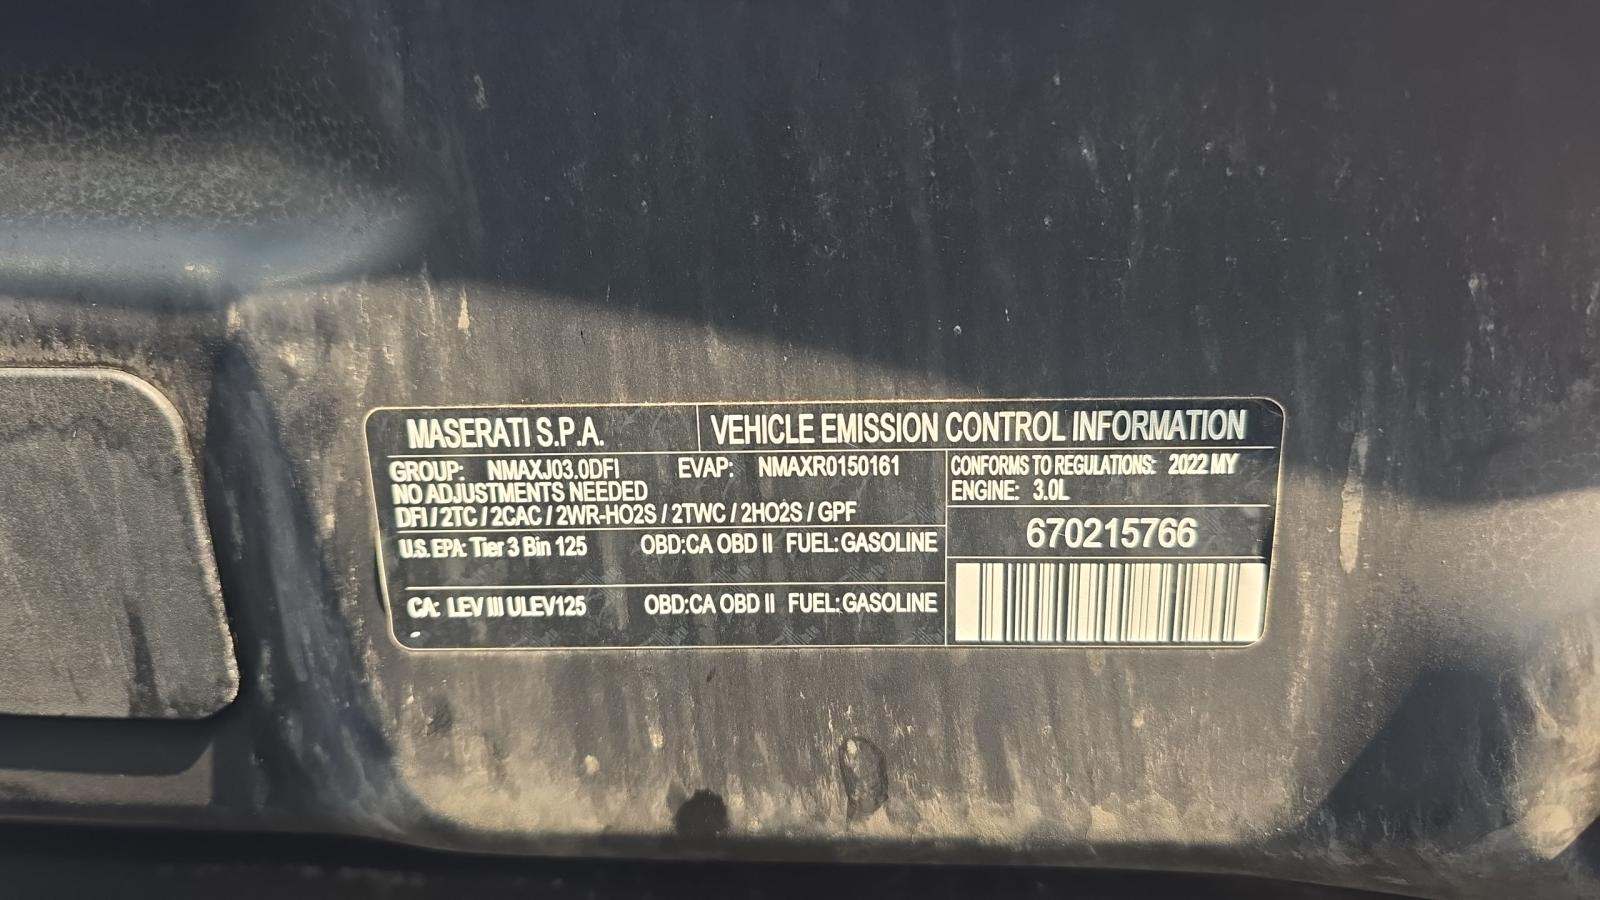 MASERATI S.P.A.
VEHICLE EMISSION CONTROL INFORMATION
GROUP: NMAXJ03.0DFI EVAP: NMAXR0150161
NO ADJUSTMENTS NEEDED
DFI / 2TC / 2CAC / 2WR-HO2S / 2TWC / 2HO2S / GPF
CONFORMS TO REGULATIONS: 2022 MY
ENGINE: 3.0L
U.S. EPA: Tier 3 Bin 125 OBD:CA OBD II FUEL: GASOLINE
CA: LEV III ULEV125 OBD:CA OBD II FUEL: GASOLINE
670215766